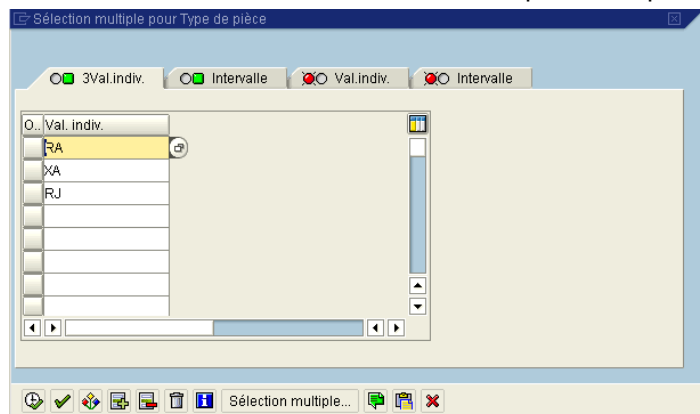 Sélection multiple pour Type de pièce
3Val.indiv. Intervalle Val.indiv. Intervalle
O.. Val. indiv.
RA
XA
RJ
Sélection multiple...